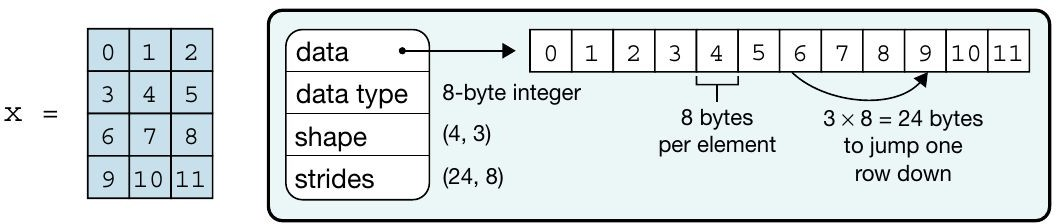 x =
0 1 2
3 4 5
6 7 8
9 10 11
data
data type 8-byte integer
shape (4, 3)
strides (24, 8)
0 1 2 3 4 5 6 7 8 9 10 11
8 bytes
per element
3 × 8 = 24 bytes
to jump one
row down